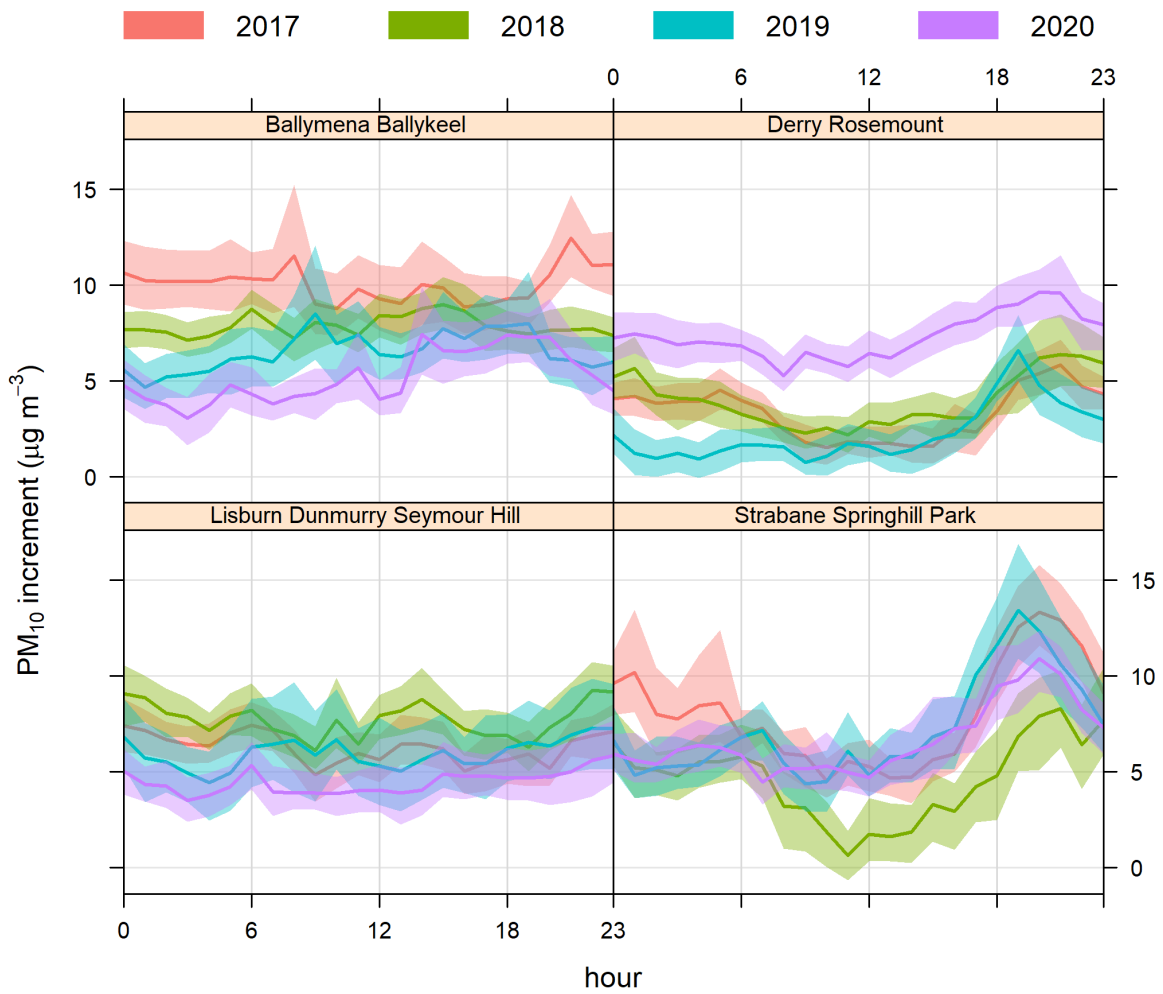 2017 2018 2019 2020
0 6 12 18 23
Ballymena Ballykeel Derry Rosemount
15
10
5
0
Lisburn Dunmurry Seymour Hill Strabane Springhill Park
15
10
5
0
0 6 12 18 23
hour
PM₁₀ increment (µg m⁻³)